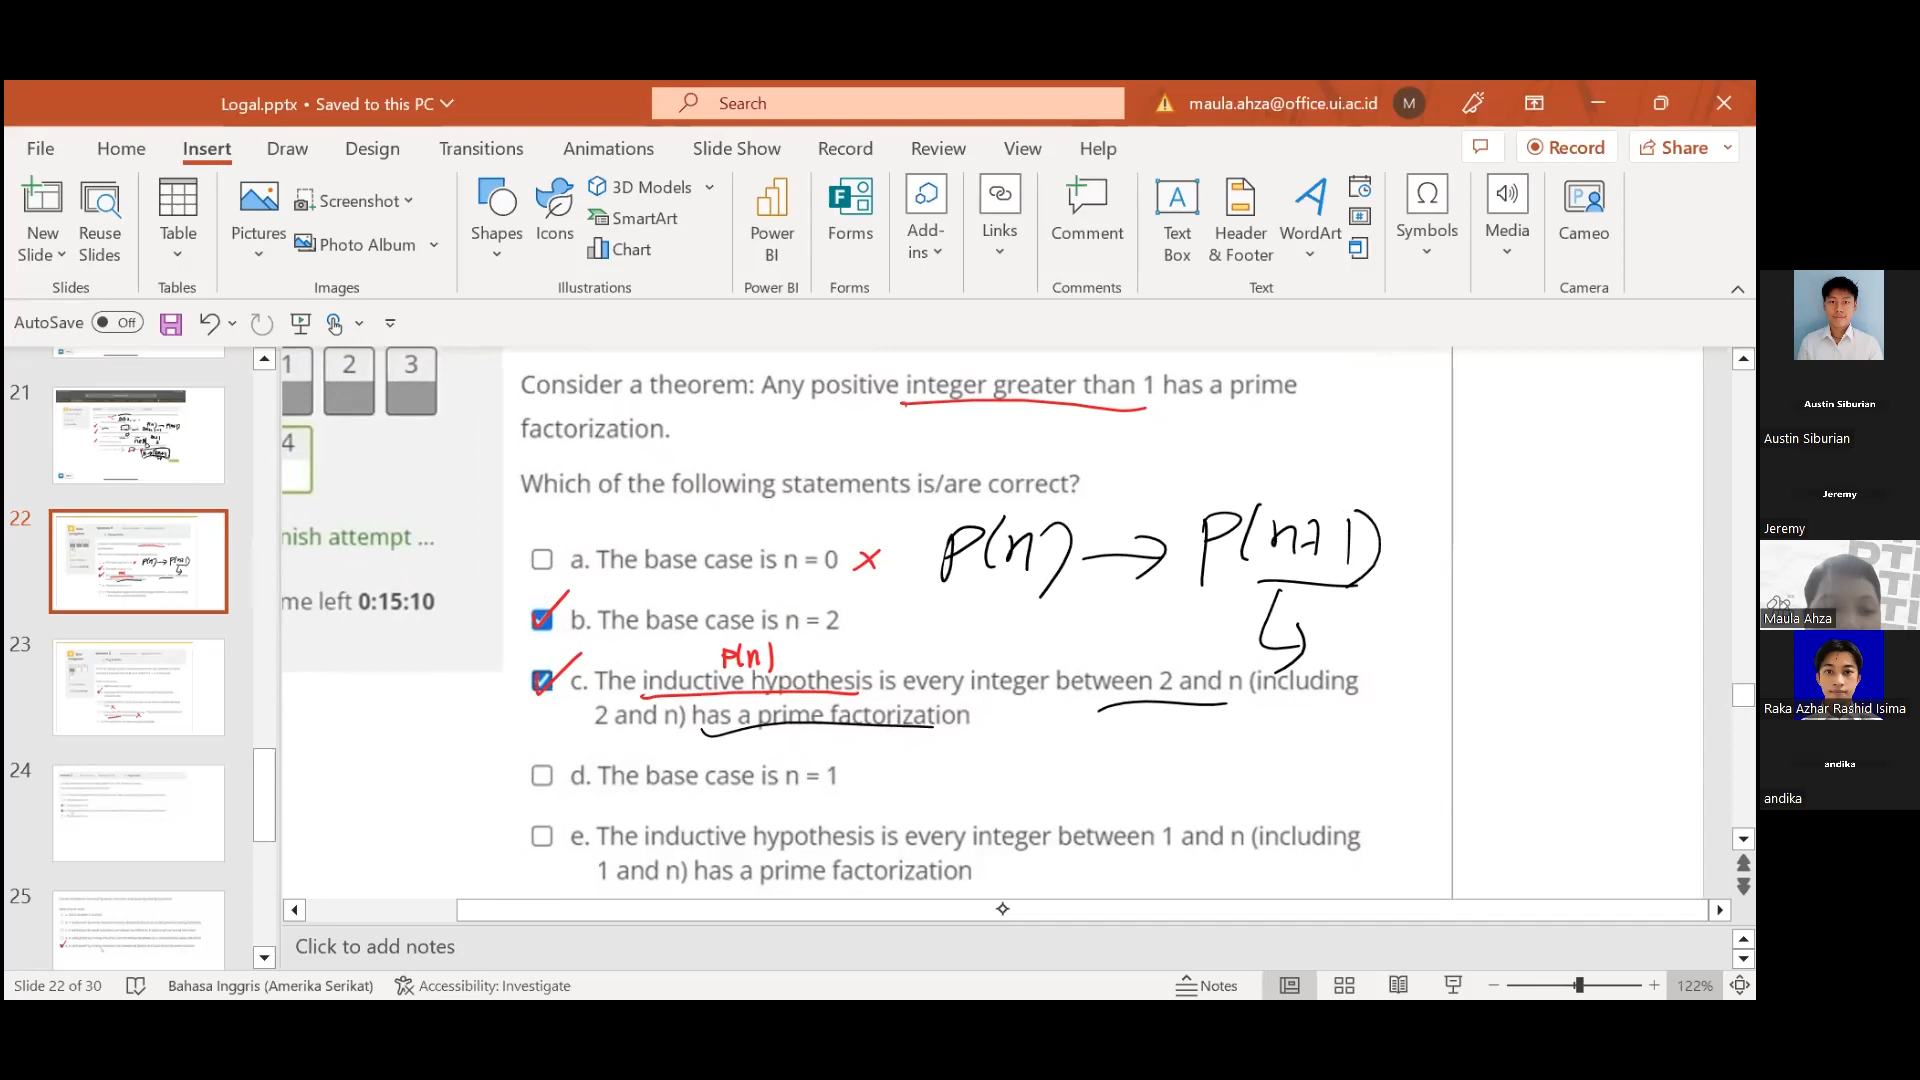 Logal.pptx • Saved to this PC
Search
maula.ahza@office.ui.ac.id
M
File Home Insert Draw Design Transitions Animations Slide Show Record Review View Help
Record
Share
New Slide
Reuse Slides
Table
Pictures
Screenshot
Photo Album
Shapes
Icons
3D Models
SmartArt
Chart
Power BI
Forms
Add-ins
Links
Comment
Text Box
Header & Footer
WordArt
Symbols
Media
Cameo
Slides Tables Images Illustrations Power BI Forms Comments Text Camera
AutoSave Off
21
22
23
24
25
1 2 3
4
nish attempt ...
me left 0:15:10
Consider a theorem: Any positive integer greater than 1 has a prime
factorization.
Which of the following statements is/are correct?
P(n) → P(n+1)
a. The base case is n = 0
b. The base case is n = 2
P(n)
c. The inductive hypothesis is every integer between 2 and n (including
2 and n) has a prime factorization
d. The base case is n = 1
e. The inductive hypothesis is every integer between 1 and n (including
1 and n) has a prime factorization
Click to add notes
Slide 22 of 30
Bahasa Inggris (Amerika Serikat)
Accessibility: Investigate
Notes
122%
Austin Siburian
Austin Siburian
Jeremy
Jeremy
Maula Ahza
Raka Azhar Rashid Isima
andika
andika